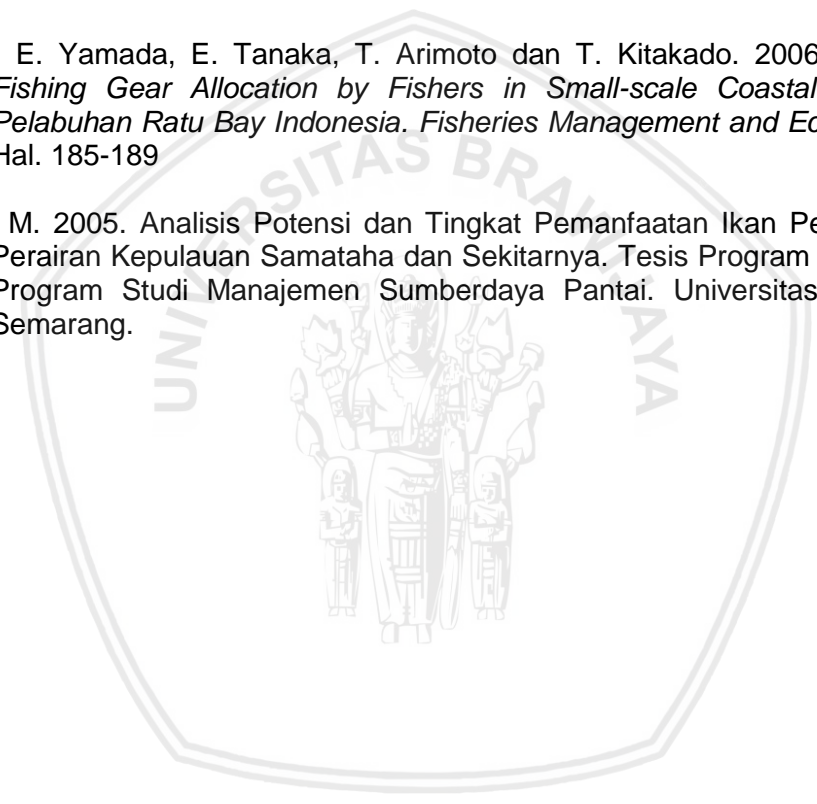 E. Yamada, E. Tanaka, T. Arimoto dan T. Kitakado. 2006
Fishing Gear Allocation by Fishers in Small-scale Coastal
Pelabuhan Ratu Bay Indonesia. Fisheries Management and Ec
Hal. 185-189
M. 2005. Analisis Potensi dan Tingkat Pemanfaatan Ikan Pe
Perairan Kepulauan Samataha dan Sekitarnya. Tesis Program
Program Studi Manajemen Sumberdaya Pantai. Universitas
Semarang.
UNIVERSITAS BRAWIJAYA